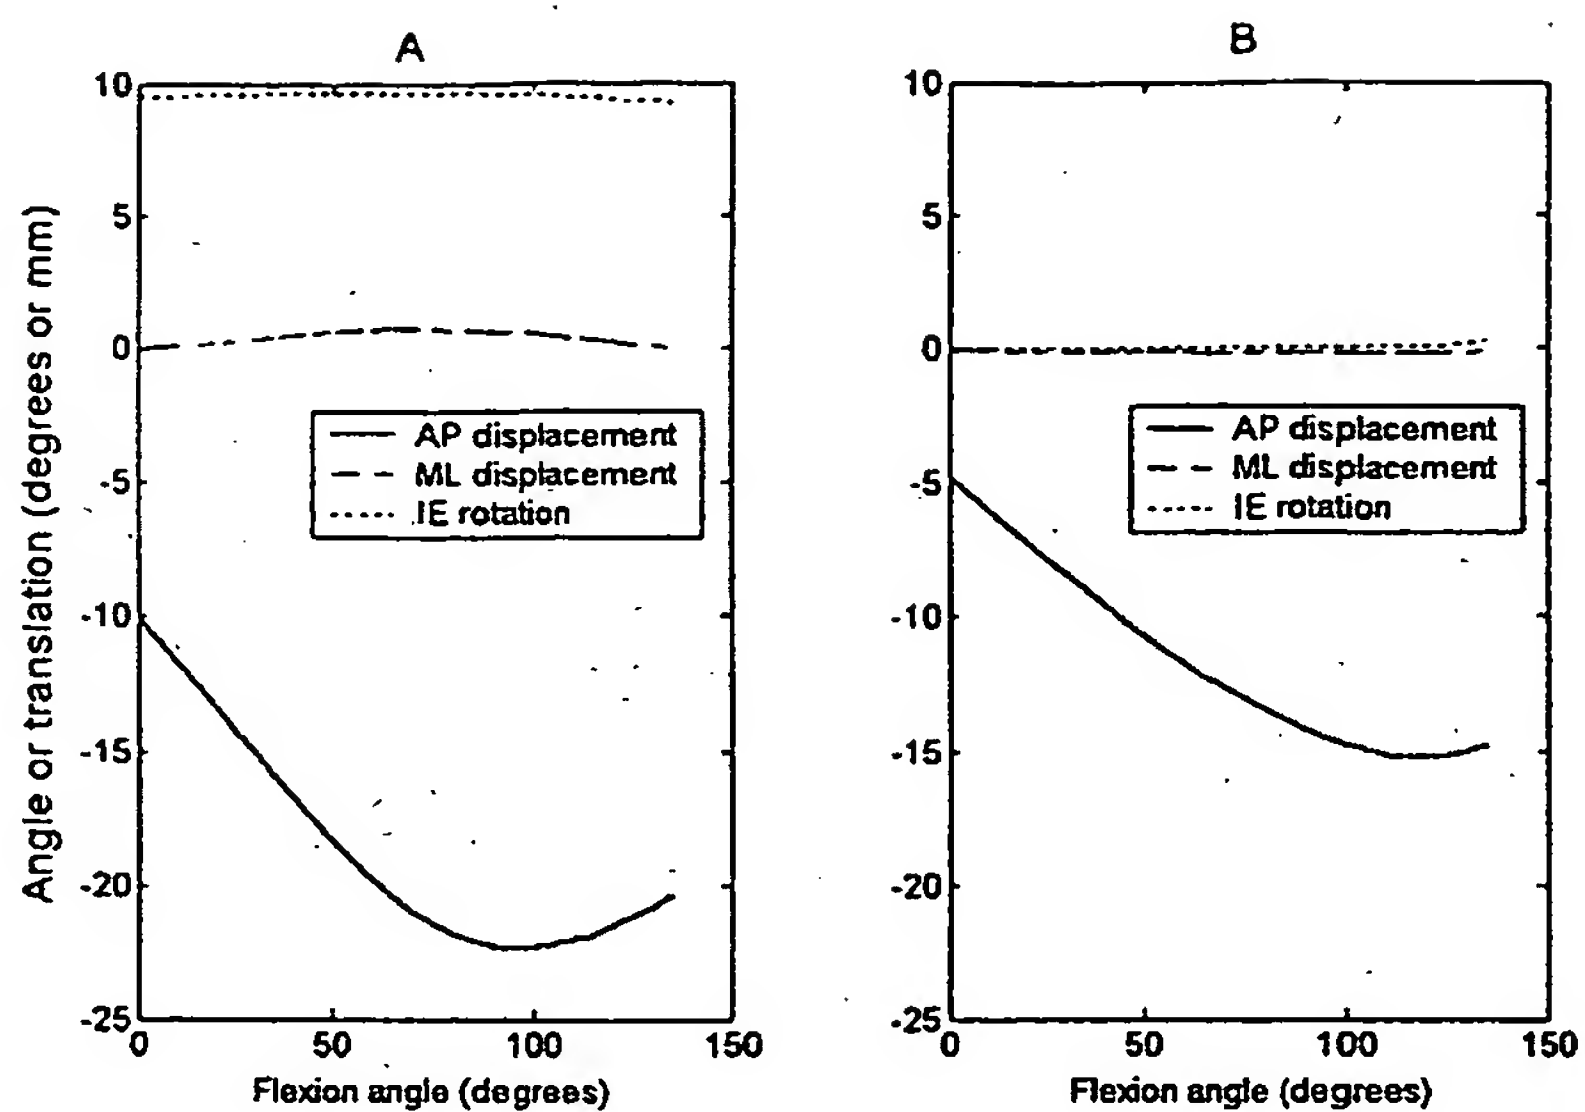 A
B
Angle or translation (degrees or mm)
10
5
0
-5
-10
-15
-20
-25
AP displacement
ML displacement
IE rotation
0
50
100
150
Flexion angle (degrees)
10
5
0
-5
-10
-15
-20
-25
AP displacement
ML displacement
IE rotation
0
50
100
150
Flexion angle (degrees)